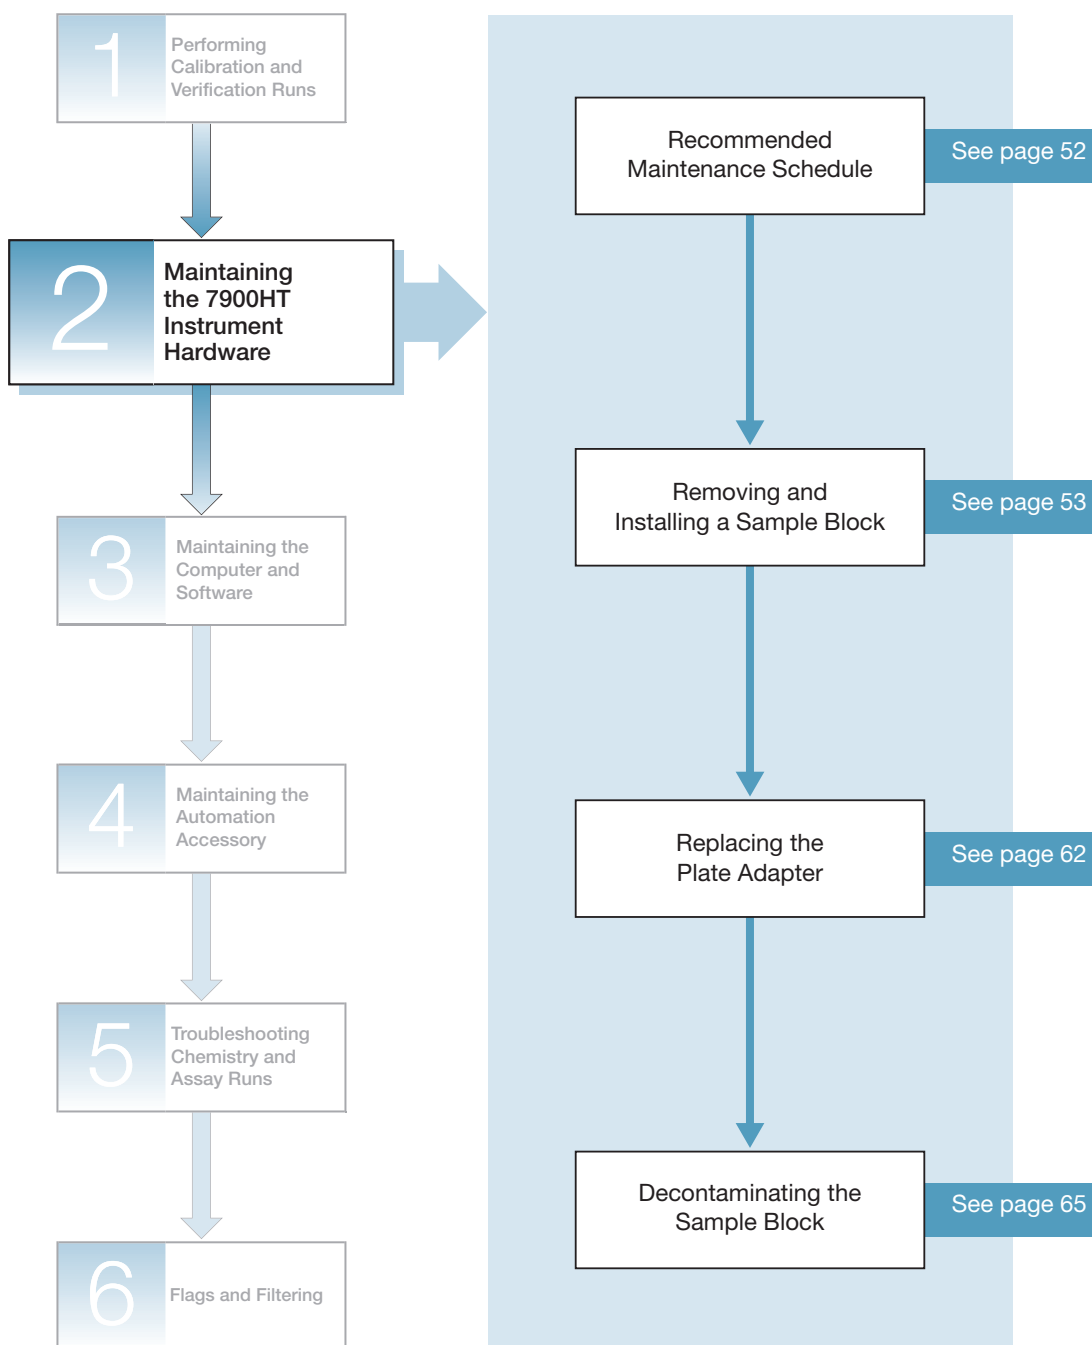 1
Performing
Calibration and
Verification Runs
2
Maintaining
the 7900HT
Instrument
Hardware
3
Maintaining the
Computer and
Software
4
Maintaining the
Automation
Accessory
5
Troubleshooting
Chemistry and
Assay Runs
6
Flags and Filtering
Recommended
Maintenance Schedule
See page 52
Removing and
Installing a Sample Block
See page 53
Replacing the
Plate Adapter
See page 62
Decontaminating the
Sample Block
See page 65